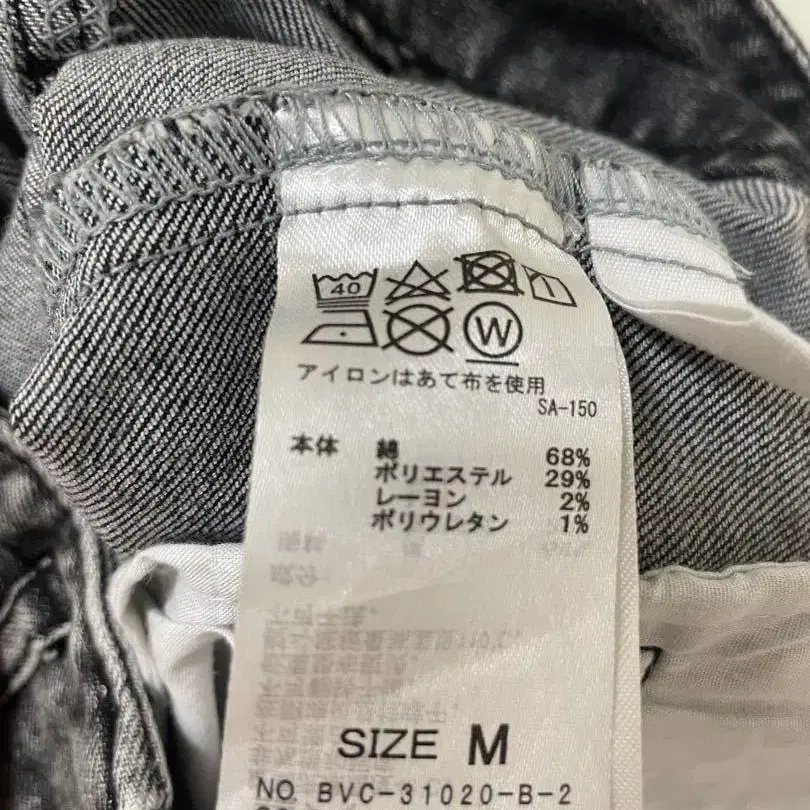 40
W
アイロンはあて布を使用
SA-150
本体 綿 68%
ポリエステル 29%
レーヨン 2%
ポリウレタン 1%
SIZE M
NO. BVC-31020-B-2